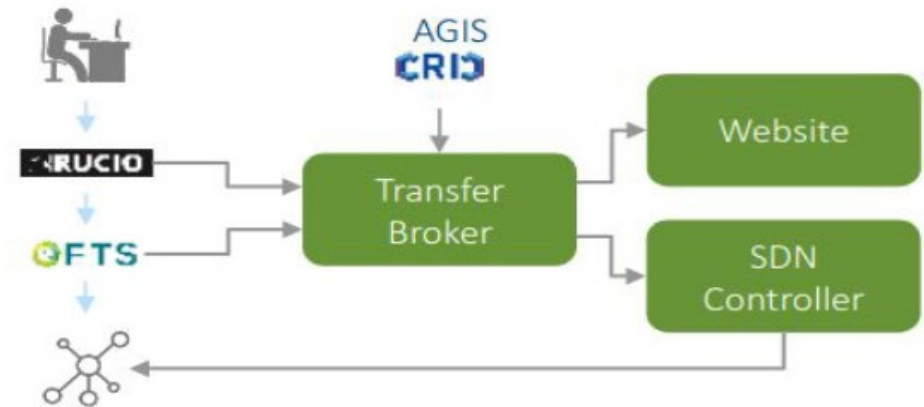 AGIS
CRIC
Website
RUCIO
Transfer
Broker
FTS
SDN
Controller